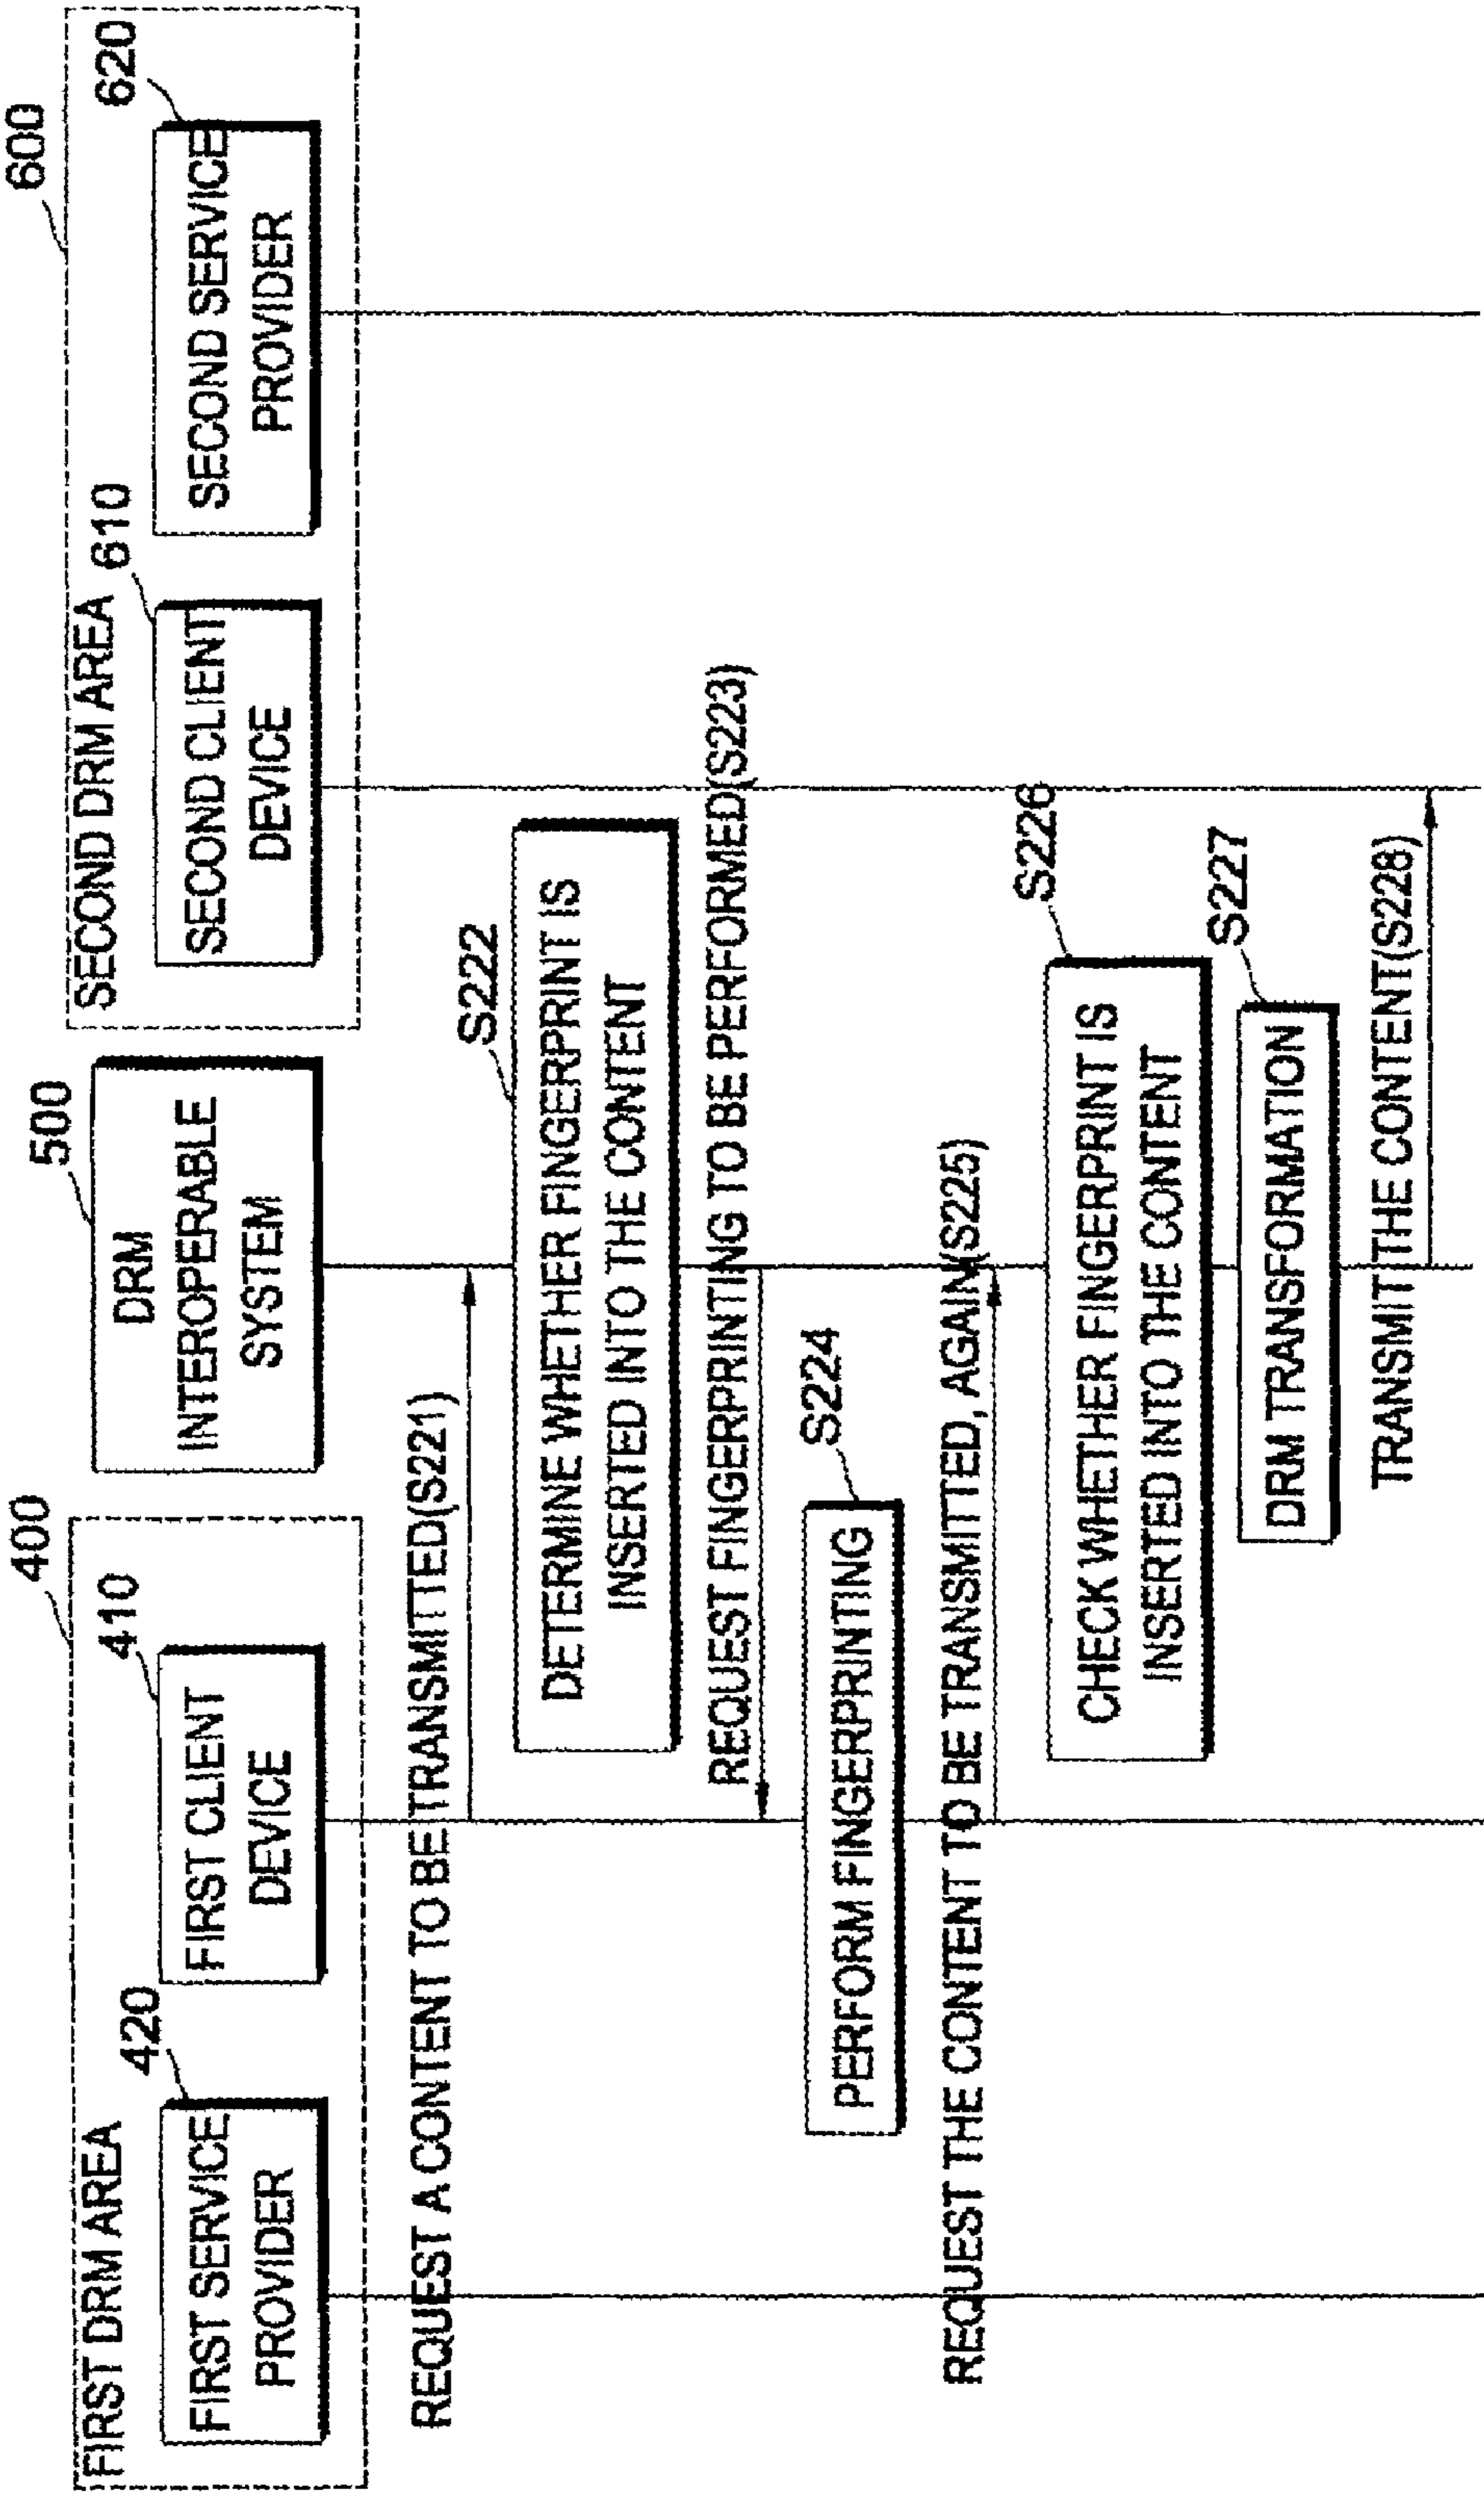 400
500
600
FIRST DRM AREA
SECOND DRM AREA
420
410
610
620
FIRST SERVICE
PROVIDER
FIRST CLIENT
DEVICE
DRM
INTEROPERABLE
SYSTEM
SECOND CLIENT
DEVICE
SECOND SERVICE
PROVIDER
REQUEST A CONTENT TO BE TRANSMITTED(S221)
S222
DETERMINE WHETHER FINGERPRINT IS
INSERTED INTO THE CONTENT
REQUEST FINGERPRINTING TO BE PERFORMED(S223)
S224
PERFORM FINGERPRINTING
REQUEST THE CONTENT TO BE TRANSMITTED, AGAIN(S225)
S226
CHECK WHETHER FINGERPRINT IS
INSERTED INTO THE CONTENT
S227
DRM TRANSFORMATION
TRANSMIT THE CONTENT(S228)